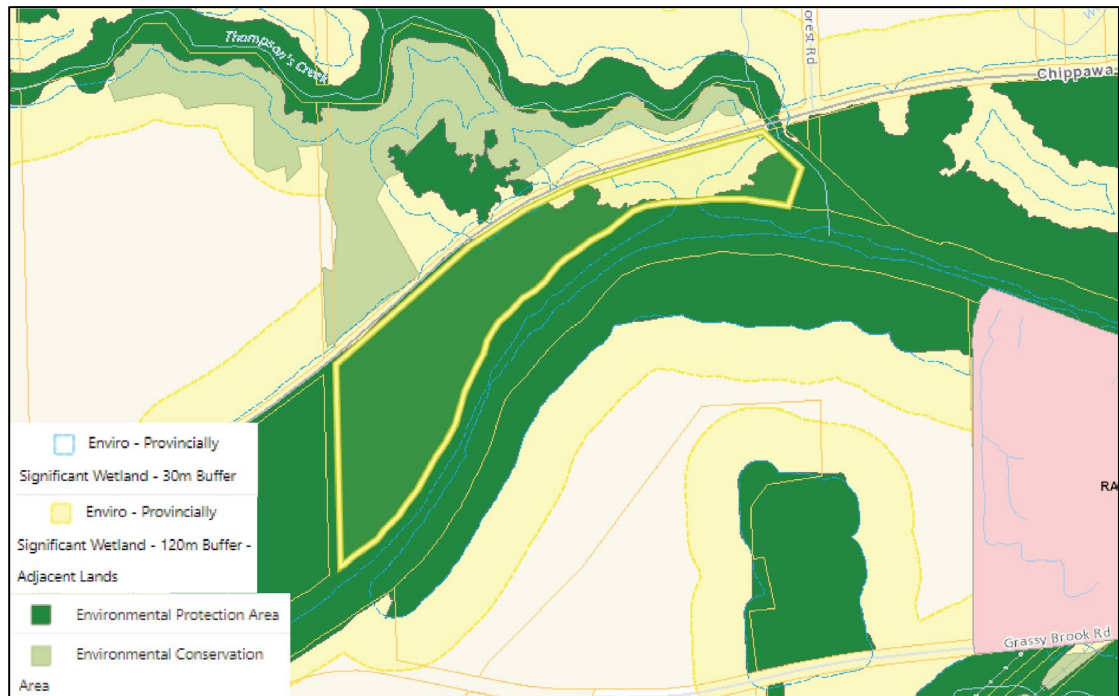 Thompson's Creek
orest Rd
Chippawa
Enviro - Provincially
Significant Wetland - 30m Buffer
Enviro - Provincially
Significant Wetland - 120m Buffer -
Adjacent Lands
Environmental Protection Area
Environmental Conservation
Area
RA
Grassy Brook Rd